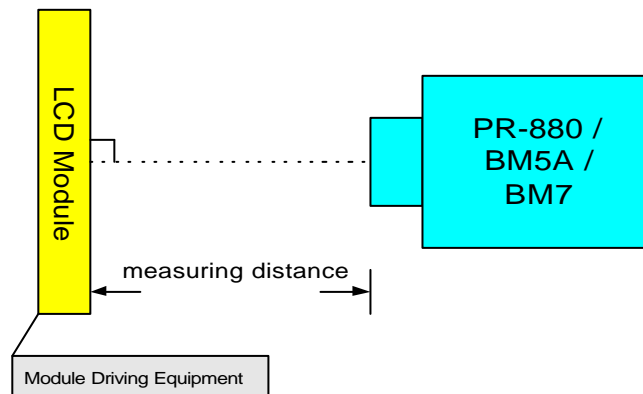 LCD Module
PR-880 /
BM5A /
BM7
measuring distance
Module Driving Equipment